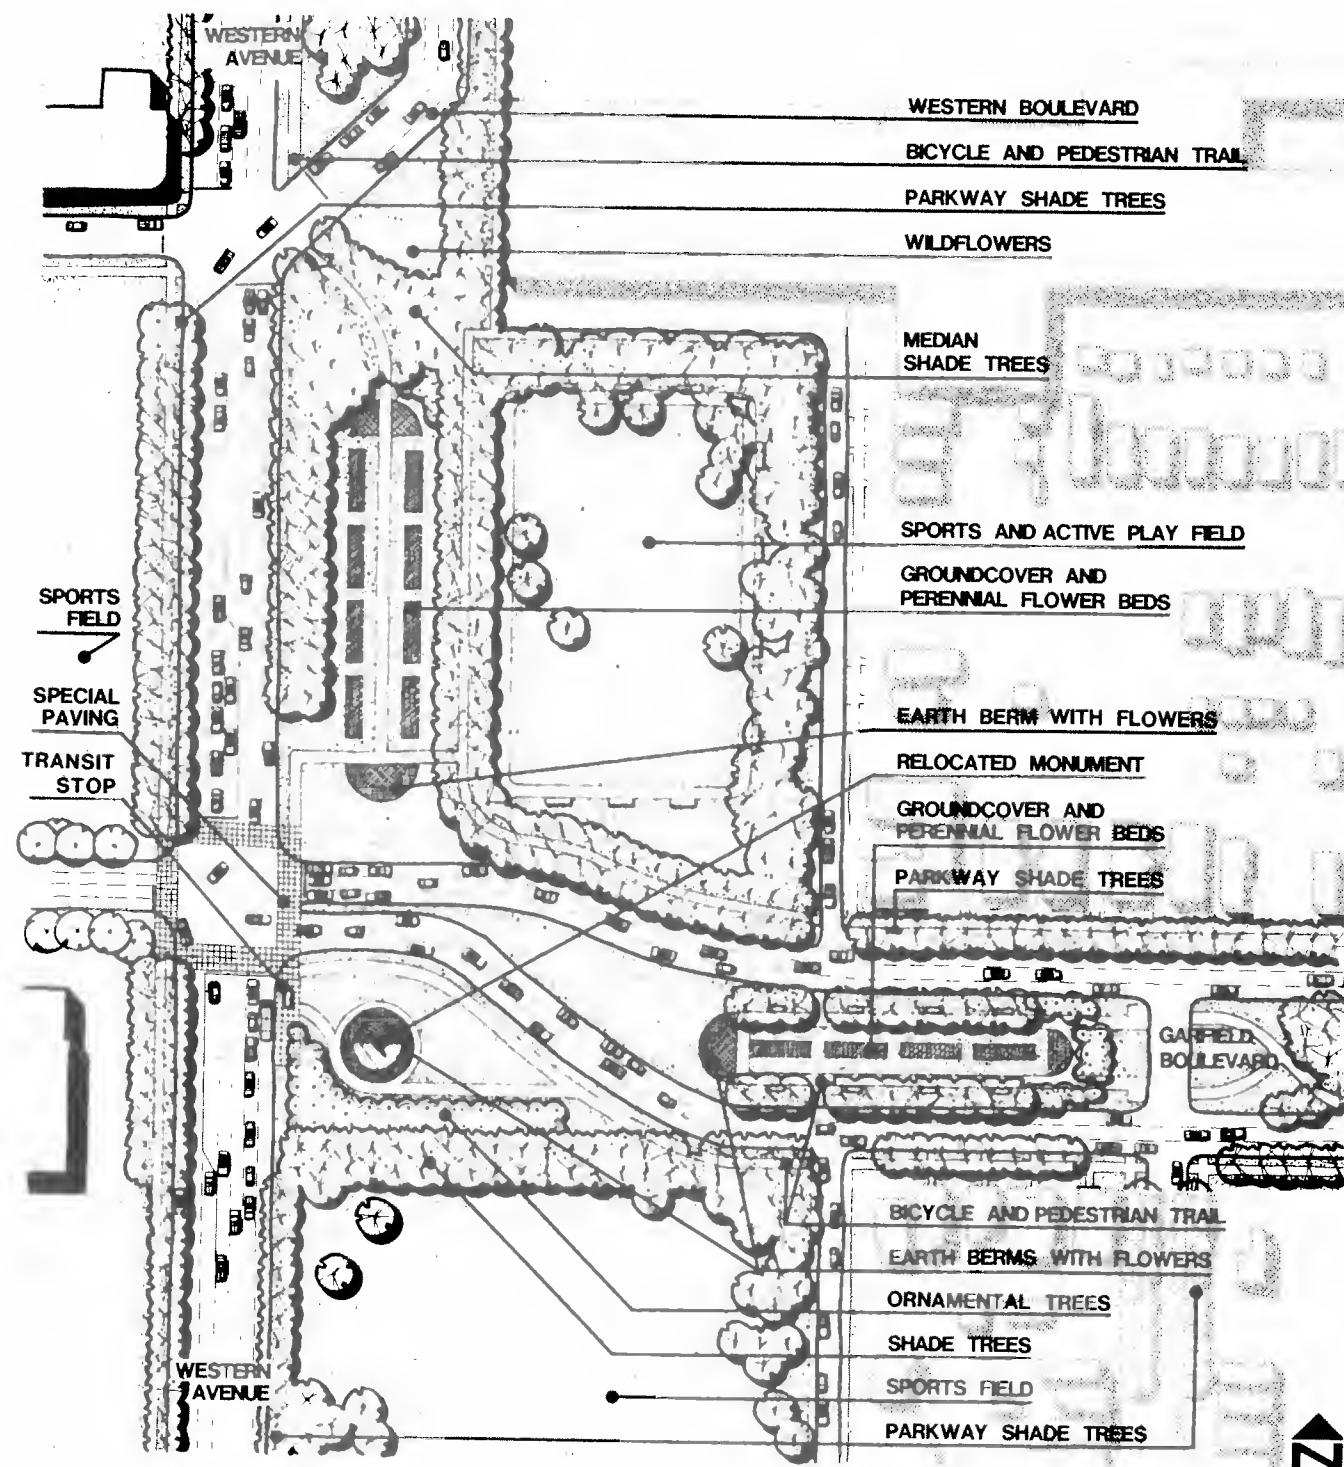 WESTERN
AVENUE
WESTERN BOULEVARD
BICYCLE AND PEDESTRIAN TRAIL
PARKWAY SHADE TREES
WILDFLOWERS
MEDIAN
SHADE TREES
SPORTS AND ACTIVE PLAY FIELD
GROUNDCOVER AND
PERENNIAL FLOWER BEDS
SPORTS
FIELD
SPECIAL
PAVING
TRANSIT
STOP
EARTH BERM WITH FLOWERS
RELOCATED MONUMENT
GROUNDCOVER AND
PERENNIAL FLOWER BEDS
PARKWAY SHADE TREES
GARFIELD
BOULEVARD
BICYCLE AND PEDESTRIAN TRAIL
EARTH BERMS WITH FLOWERS
ORNAMENTAL TREES
SHADE TREES
SPORTS FIELD
PARKWAY SHADE TREES
WESTERN
AVENUE
N